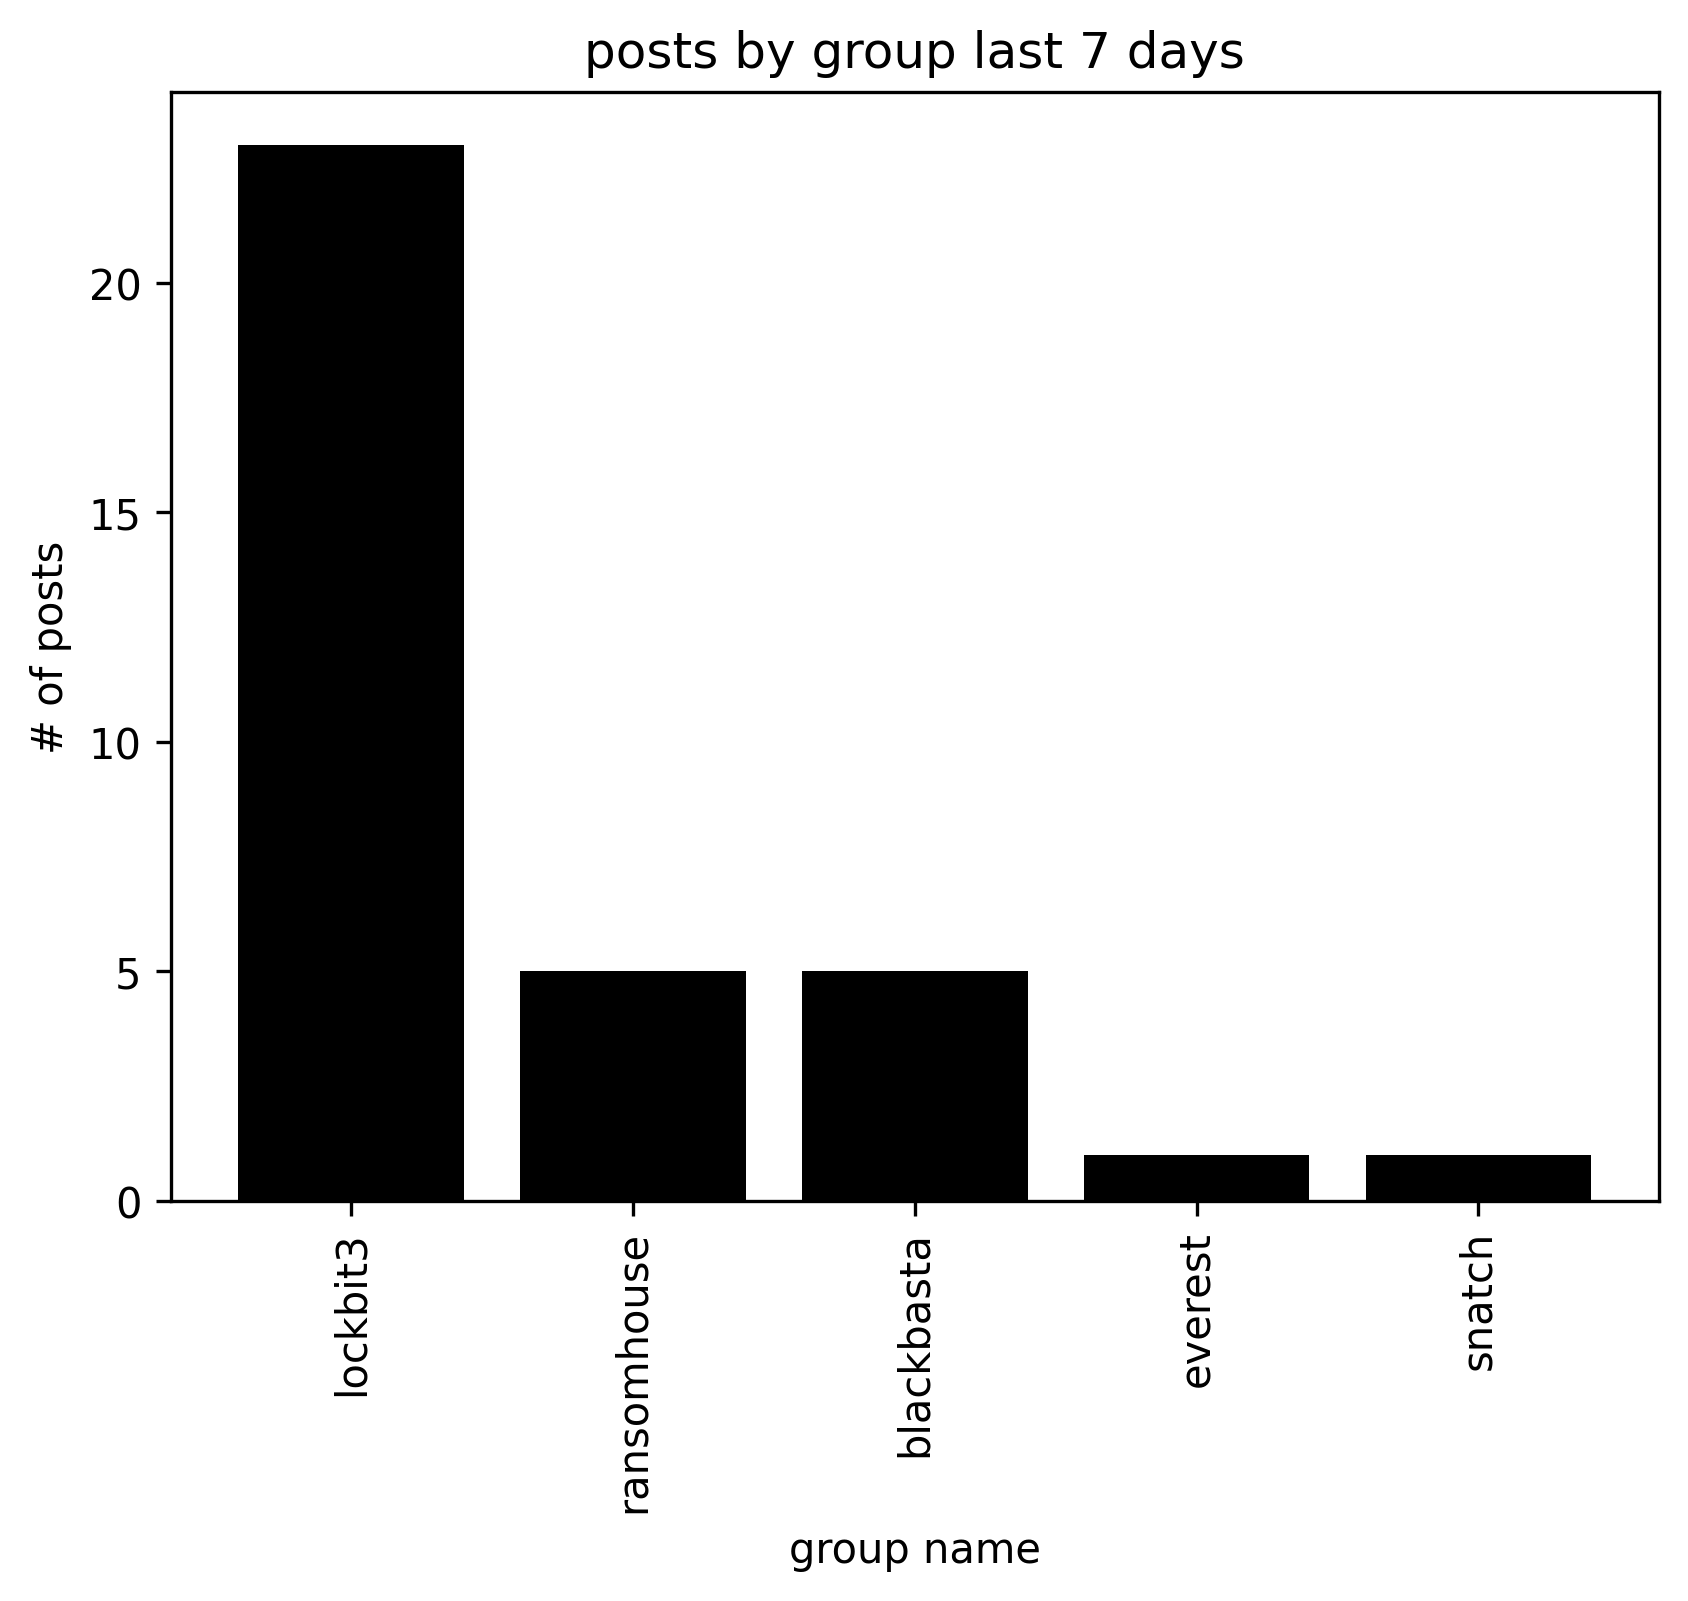 posts by group last 7 days
# of posts
20
15
10
5
0
lockbit3
ransomhouse
blackbasta
everest
snatch
group name